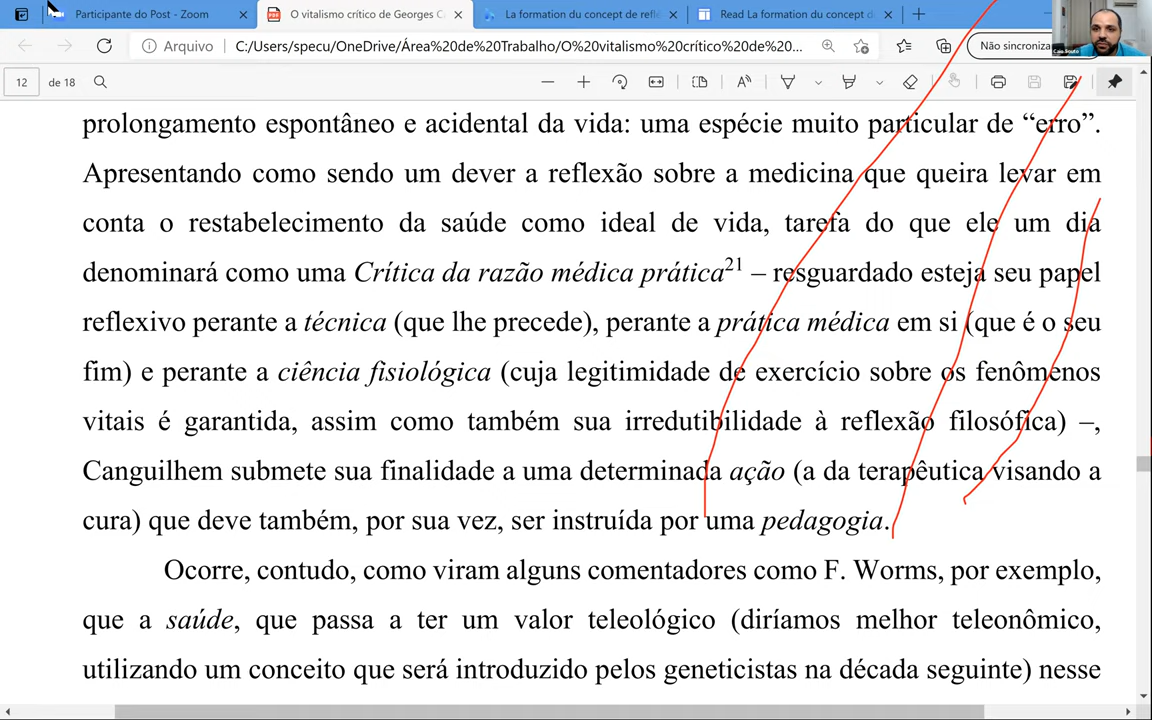 Participante do Post - Zoom
O vitalismo crítico de Georges C
La formation du concept de refl
Read La formation du concept d
Arquivo
C:/Users/specu/OneDrive/Área%20de%20Trabalho/O%20vitalismo%20crítico%20de%20...
Não sincroniza
Caio Souto
12 de 18
prolongamento espontâneo e acidental da vida: uma espécie muito particular de “erro”.
Apresentando como sendo um dever a reflexão sobre a medicina que queira levar em
conta o restabelecimento da saúde como ideal de vida, tarefa do que ele um dia
denominará como uma Crítica da razão médica prática21 – resguardado esteja seu papel
reflexivo perante a técnica (que lhe precede), perante a prática médica em si (que é o seu
fim) e perante a ciência fisiológica (cuja legitimidade de exercício sobre os fenômenos
vitais é garantida, assim como também sua irredutibilidade à reflexão filosófica) –,
Canguilhem submete sua finalidade a uma determinada ação (a da terapêutica visando a
cura) que deve também, por sua vez, ser instruída por uma pedagogia.
Ocorre, contudo, como viram alguns comentadores como F. Worms, por exemplo,
que a saúde, que passa a ter um valor teleológico (diríamos melhor teleonômico,
utilizando um conceito que será introduzido pelos geneticistas na década seguinte) nesse